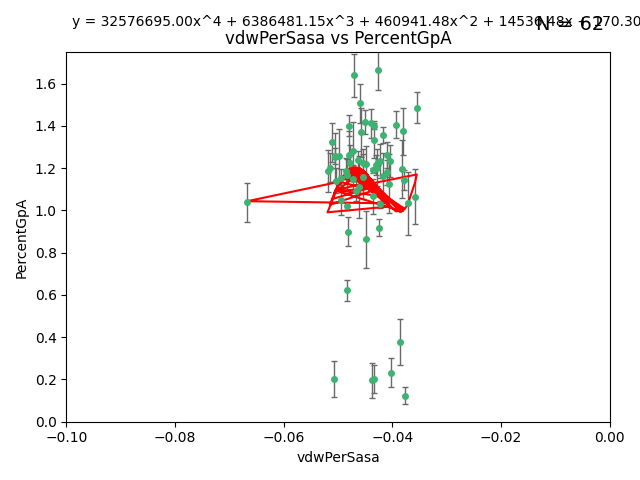 y = 32576695.00x^4 + 6386481.15x^3 + 460941.48x^2 + 14536.48x + 170.30
N = 62
vdwPerSasa vs PercentGpA
PercentGpA
1.6
1.4
1.2
1.0
0.8
0.6
0.4
0.2
0.0
−0.10 −0.08 −0.06 −0.04 −0.02 0.00
vdwPerSasa